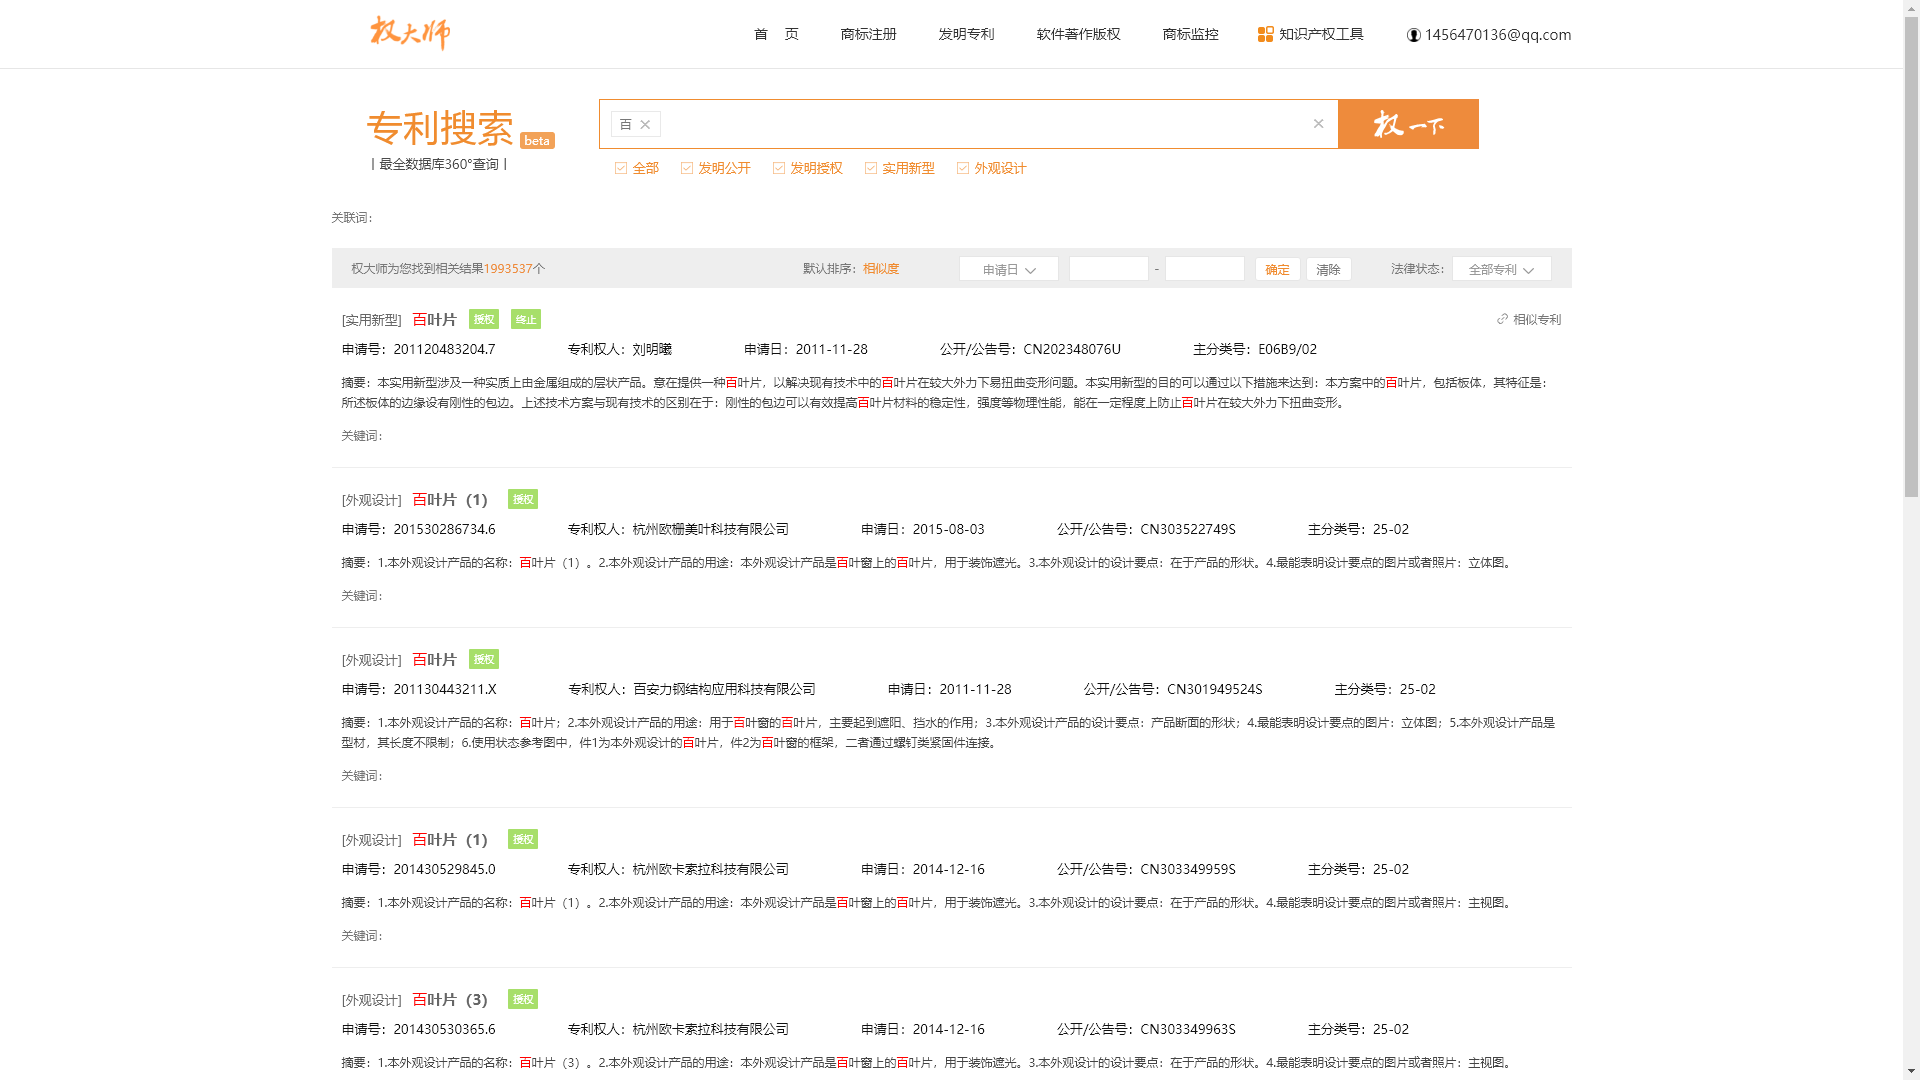 权大师
首 页 商标注册 发明专利 软件著作版权 商标监控 知识产权工具 1456470136@qq.com
专利搜索 beta
| 最全数据库360°查询 |
百 × × 权一下
全部 发明公开 发明授权 实用新型 外观设计
关联词：
权大师为您找到相关结果1993537个 默认排序：相似度 申请日 - 确定 清除 法律状态： 全部专利
[实用新型] 百叶片 授权 终止 相似专利
申请号：201120483204.7 专利权人：刘明曦 申请日：2011-11-28 公开/公告号：CN202348076U 主分类号：E06B9/02
摘要：本实用新型涉及一种实质上由金属组成的层状产品。意在提供一种百叶片，以解决现有技术中的百叶片在较大外力下易扭曲变形问题。本实用新型的目的可以通过以下措施来达到：本方案中的百叶片，包括板体，其特征是：
所述板体的边缘设有刚性的包边。上述技术方案与现有技术的区别在于：刚性的包边可以有效提高百叶片材料的稳定性，强度等物理性能，能在一定程度上防止百叶片在较大外力下扭曲变形。
关键词：
[外观设计] 百叶片（1） 授权
申请号：201530286734.6 专利权人：杭州欧栅美叶科技有限公司 申请日：2015-08-03 公开/公告号：CN303522749S 主分类号：25-02
摘要：1.本外观设计产品的名称：百叶片（1）。2.本外观设计产品的用途：本外观设计产品是百叶窗上的百叶片，用于装饰遮光。3.本外观设计的设计要点：在于产品的形状。4.最能表明设计要点的图片或者照片：立体图。
关键词：
[外观设计] 百叶片 授权
申请号：201130443211.X 专利权人：百安力钢结构应用科技有限公司 申请日：2011-11-28 公开/公告号：CN301949524S 主分类号：25-02
摘要：1.本外观设计产品的名称：百叶片；2.本外观设计产品的用途：用于百叶窗的百叶片，主要起到遮阳、挡水的作用；3.本外观设计产品的设计要点：产品断面的形状；4.最能表明设计要点的图片：立体图；5.本外观设计产品是
型材，其长度不限制；6.使用状态参考图中，件1为本外观设计的百叶片，件2为百叶窗的框架，二者通过螺钉类紧固件连接。
关键词：
[外观设计] 百叶片（1） 授权
申请号：201430529845.0 专利权人：杭州欧卡索拉科技有限公司 申请日：2014-12-16 公开/公告号：CN303349959S 主分类号：25-02
摘要：1.本外观设计产品的名称：百叶片（1）。2.本外观设计产品的用途：本外观设计产品是百叶窗上的百叶片，用于装饰遮光。3.本外观设计的设计要点：在于产品的形状。4.最能表明设计要点的图片或者照片：主视图。
关键词：
[外观设计] 百叶片（3） 授权
申请号：201430530365.6 专利权人：杭州欧卡索拉科技有限公司 申请日：2014-12-16 公开/公告号：CN303349963S 主分类号：25-02
摘要：1.本外观设计产品的名称：百叶片（3）。2.本外观设计产品的用途：本外观设计产品是百叶窗上的百叶片，用于装饰遮光。3.本外观设计的设计要点：在于产品的形状。4.最能表明设计要点的图片或者照片：主视图。